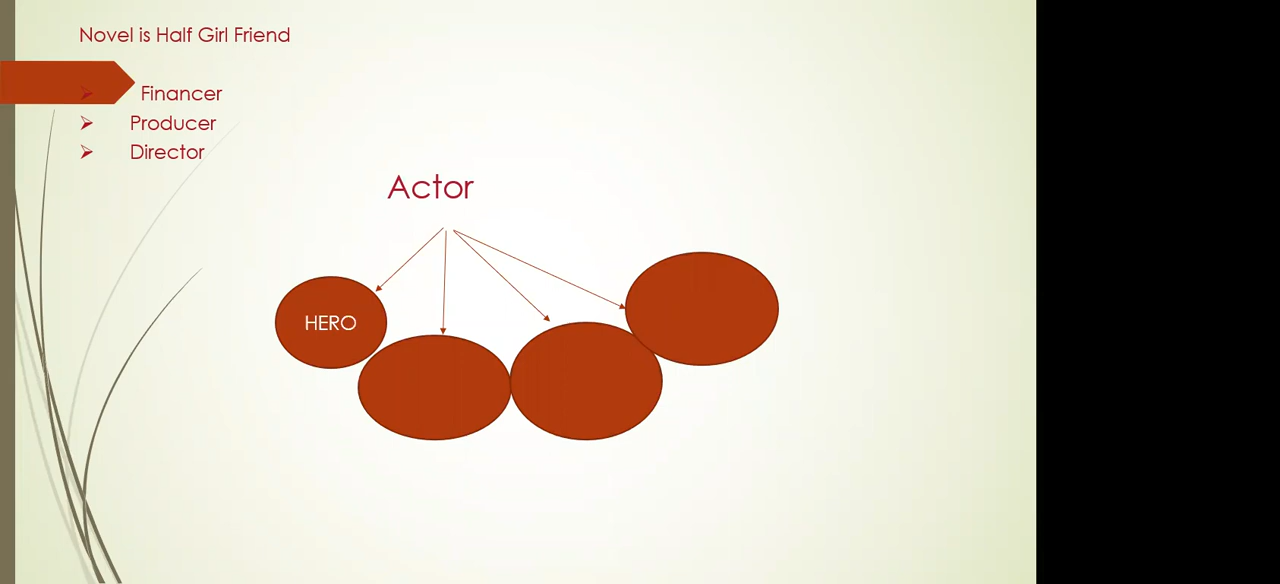 Novel is Half Girl Friend
Financer
Producer
Director
Actor
HERO